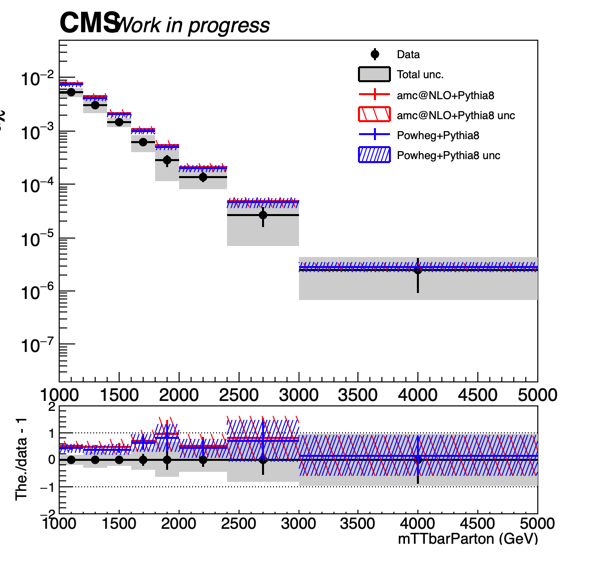 CMS Work in progress
Data
Total unc.
amc@NLO+Pythia8
amc@NLO+Pythia8 unc
Powheg+Pythia8
Powheg+Pythia8 unc
10−2
10−3
10−4
10−5
10−6
10−7
1000 1500 2000 2500 3000 3500 4000 4500 5000
The./data - 1
2
1
0
−1
−2
1000 1500 2000 2500 3000 3500 4000 4500 5000
mTTbarParton (GeV)